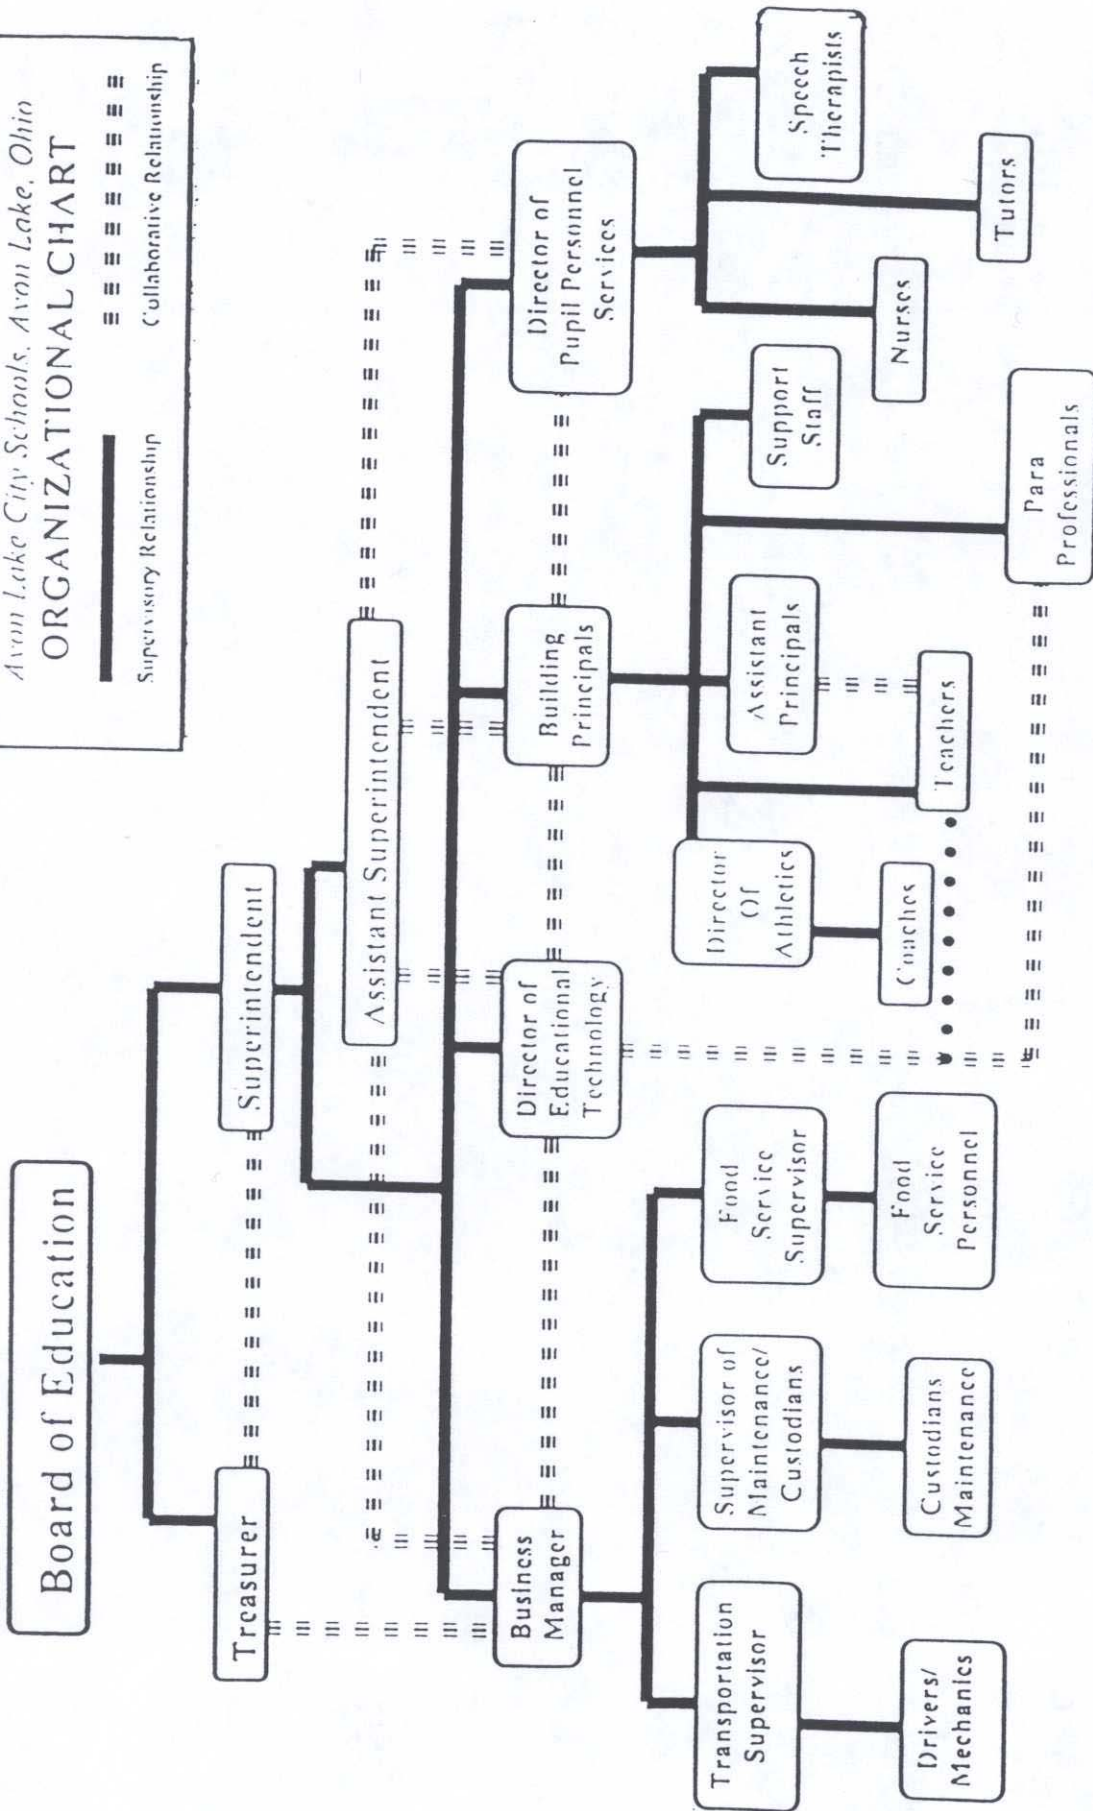 Avon Lake City Schools, Avon Lake, Ohio
ORGANIZATIONAL CHART
Supervisory Relationship
Collaborative Relationship
Board of Education
Treasurer
Superintendent
Assistant Superintendent
Business
Manager
Director of
Educational
Technology
Building
Principals
Director of
Pupil Personnel
Services
Transportation
Supervisor
Supervisor of
Maintenance/
Custodians
Food
Service
Supervisor
Director
Of
Athletics
Assistant
Principals
Support
Staff
Speech
Therapists
Drivers/
Mechanics
Custodians
Maintenance
Food
Service
Personnel
Coaches
Teachers
Nurses
Tutors
Para
Professionals